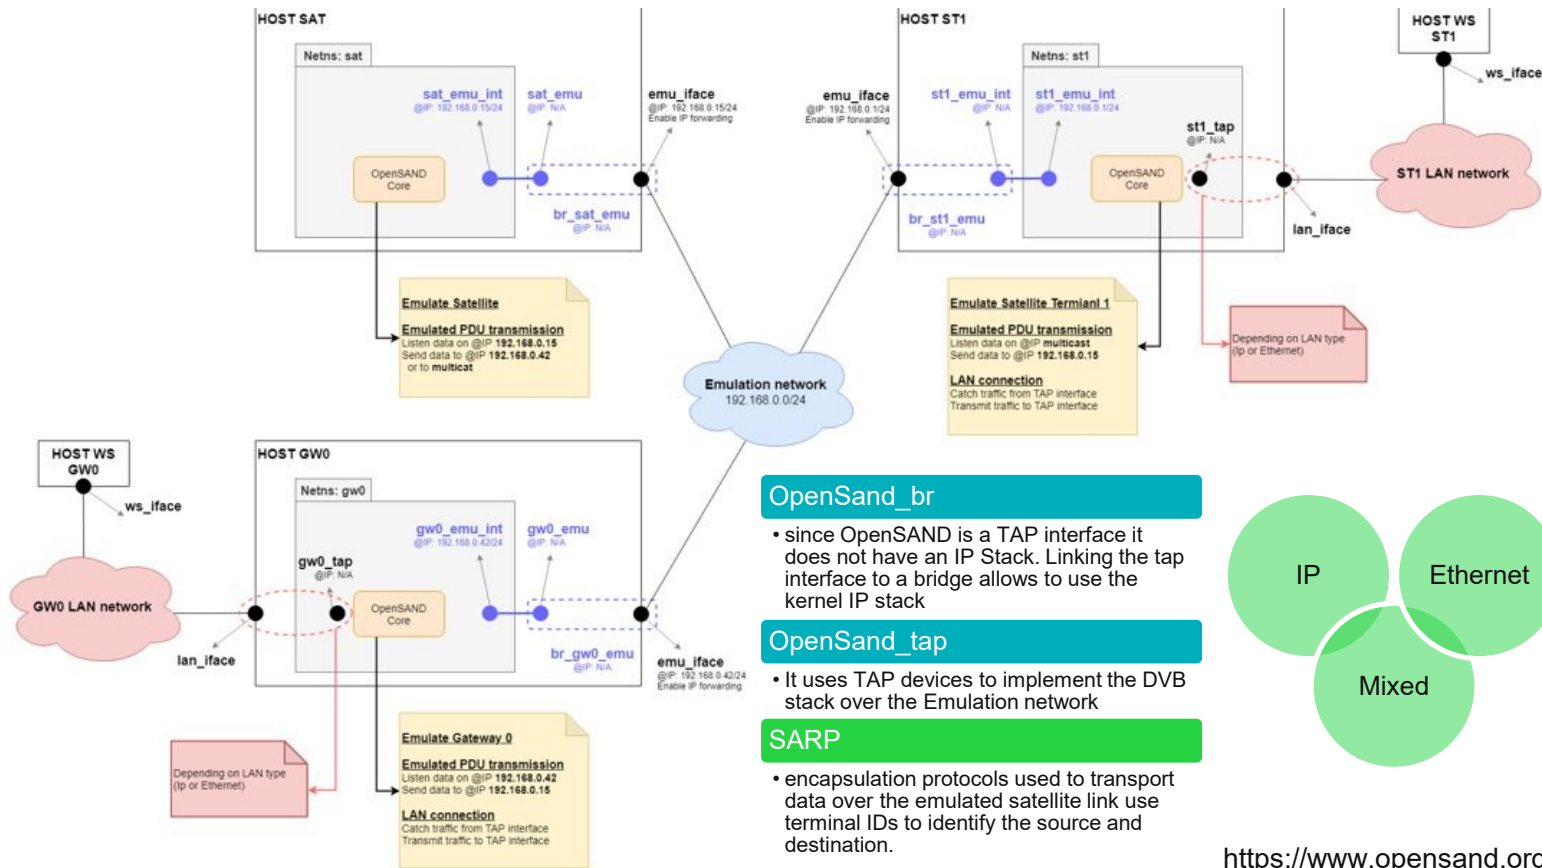 HOST SAT
Netns: sat
sat_emu_int
@IP: 192.168.0.15/24
sat_emu
@IP: N/A
emu_iface
@IP: 192.168.0.15/24
Enable IP forwarding
OpenSAND
Core
br_sat_emu
@IP: N/A
Emulate Satellite
Emulated PDU transmission
Listen data on @IP 192.168.0.15
Send data to @IP 192.168.0.42
or to multicat
HOST ST1
Netns: st1
emu_iface
@IP: 192.168.0.1/24
Enable IP forwarding
st1_emu_int
@IP: N/A
st1_emu_int
@IP: 192.168.0.1/24
st1_tap
@IP: N/A
OpenSAND
Core
br_st1_emu
@IP: N/A
lan_iface
HOST WS
ST1
ws_iface
ST1 LAN network
Emulate Satellite Termianl 1
Emulated PDU transmission
Listen data on @IP multicast
Send data to @IP 192.168.0.15
LAN connection
Catch traffic from TAP interface
Transmit traffic to TAP interface
Depending on LAN type
(Ip or Ethernet)
Emulation network
192.168.0.0/24
HOST WS
GW0
ws_iface
GW0 LAN network
lan_iface
HOST GW0
Netns: gw0
gw0_tap
@IP: N/A
gw0_emu_int
@IP: 192.168.0.42/24
gw0_emu
@IP: N/A
OpenSAND
Core
br_gw0_emu
@IP: N/A
emu_iface
@IP: 192.168.0.42/24
Enable IP forwarding
Depending on LAN type
(Ip or Ethernet)
Emulate Gateway 0
Emulated PDU transmission
Listen data on @IP 192.168.0.42
Send data to @IP 192.168.0.15
LAN connection
Catch traffic from TAP interface
Transmit traffic to TAP interface
OpenSand_br
• since OpenSAND is a TAP interface it
does not have an IP Stack. Linking the tap
interface to a bridge allows to use the
kernel IP stack
OpenSand_tap
• It uses TAP devices to implement the DVB
stack over the Emulation network
SARP
• encapsulation protocols used to transport
data over the emulated satellite link use
terminal IDs to identify the source and
destination.
IP
Ethernet
Mixed
https://www.opensand.org